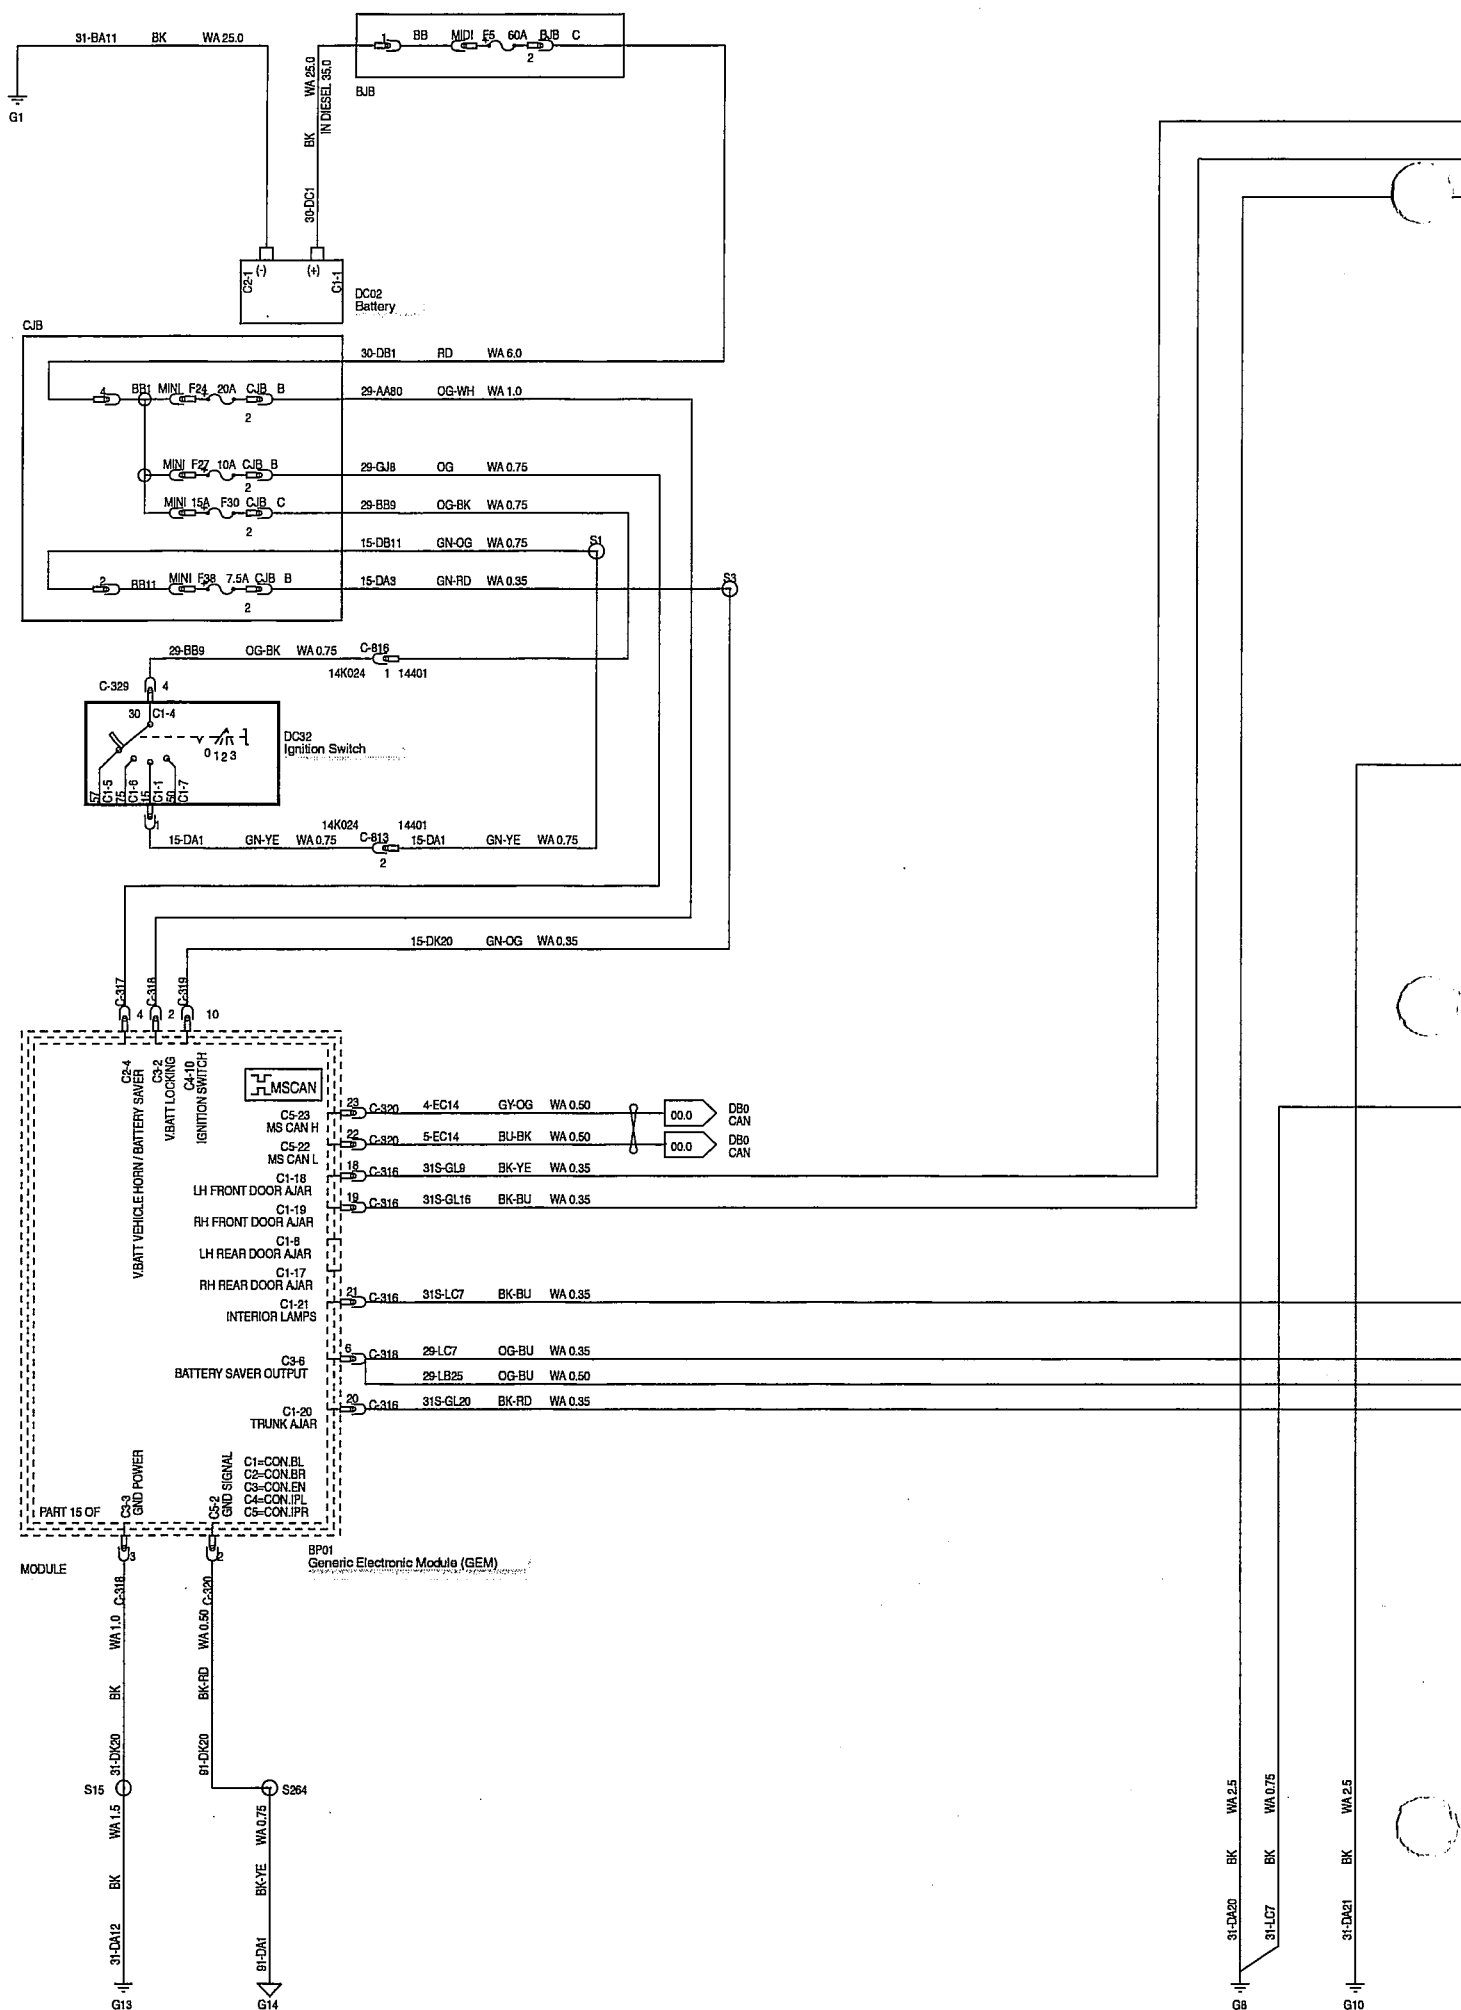 31-BA11 BK WA 25.0
G1
1 BB MIDI F5 60A BJB C
2
BJB
WA 25.0
IN DIESEL 35.0
BK
30-DC1
C2-1 (-) (+) C1-1
DC02
Battery
CJB
30-DB1 RD WA 6.0
4 BB1 MINI F24 20A CJB B
2
29-AA80 OG-WH WA 1.0
MINI F27 10A CJB B
2
29-GJ8 OG WA 0.75
MINI 15A F30 CJB C
2
29-BB9 OG-BK WA 0.75
15-DB11 GN-OG WA 0.75
S1
2 BB11 MINI F38 7.5A CJB B
2
15-DA3 GN-RD WA 0.35
S3
29-BB9 OG-BK WA 0.75 C-816
14K024 1 14401
C-329 4
30 C1-4
DC32
Ignition Switch
0 1 2 3
57 C1-5 75 C1-6 15 C1-1 50 C1-7
1
14K024 14401
15-DA1 GN-YE WA 0.75 C-813 15-DA1 GN-YE WA 0.75
2
15-DK20 GN-OG WA 0.35
C-317 C-318 C-319
4 2 10
C2-4
V.BATT VEHICLE HORN / BATTERY SAVER
C3-2
V.BATT LOCKING
C4-10
IGNITION SWITCH
MSCAN
C5-23
MS CAN H
23 C-320 4-EC14 GY-OG WA 0.50 00.0 DB0
CAN
C5-22
MS CAN L
22 C-320 5-EC14 BU-BK WA 0.50 00.0 DB0
CAN
C1-18
LH FRONT DOOR AJAR
18 C-316 31S-GL9 BK-YE WA 0.35
C1-19
RH FRONT DOOR AJAR
19 C-316 31S-GL16 BK-BU WA 0.35
C1-8
LH REAR DOOR AJAR
C1-17
RH REAR DOOR AJAR
C1-21
INTERIOR LAMPS
21 C-316 31S-LC7 BK-BU WA 0.35
C3-6
BATTERY SAVER OUTPUT
6 C-318 29-LC7 OG-BU WA 0.35
29-LB25 OG-BU WA 0.50
C1-20
TRUNK AJAR
20 C-316 31S-GL20 BK-RD WA 0.35
C1=CON.BL
C2=CON.BR
C3=CON.EN
C4=CON.IPL
C5=CON.IPR
PART 15 OF
C3-3
GND POWER
C5-2
GND SIGNAL
3 2
MODULE
BP01
Generic Electronic Module (GEM)
C-318
WA 1.0
BK
31-DK20
C-320
WA 0.50
BK-RD
91-DK20
S15
S264
WA 1.5
BK
31-DA12
G13
WA 0.75
BK-YE
91-DA1
G14
WA 2.5
BK
31-DA20
G8
WA 0.75
BK
31-LC7
WA 2.5
BK
31-DA21
G10